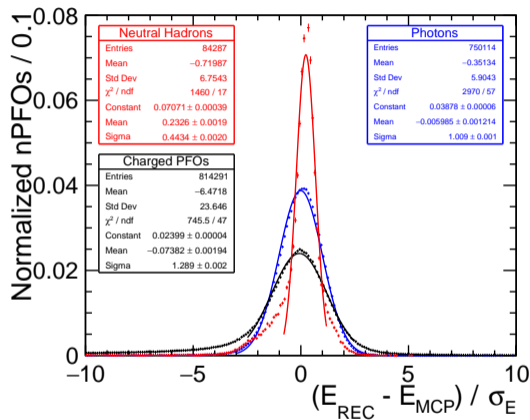 Normalized nPFOs / 0.1
0.08
0.06
0.04
0.02
0
Neutral Hadrons
Entries 84287
Mean -0.71987
Std Dev 6.7543
χ² / ndf 1460 / 17
Constant 0.07071 ± 0.00039
Mean 0.2326 ± 0.0019
Sigma 0.4434 ± 0.0020
Charged PFOs
Entries 814291
Mean -6.4718
Std Dev 23.646
χ² / ndf 745.5 / 47
Constant 0.02399 ± 0.00004
Mean -0.07382 ± 0.00194
Sigma 1.289 ± 0.002
Photons
Entries 750114
Mean -0.35134
Std Dev 5.9043
χ² / ndf 2970 / 57
Constant 0.03878 ± 0.00006
Mean -0.005985 ± 0.001214
Sigma 1.009 ± 0.001
−10 −5 0 5 10
(E_REC - E_MCP) / σ_E